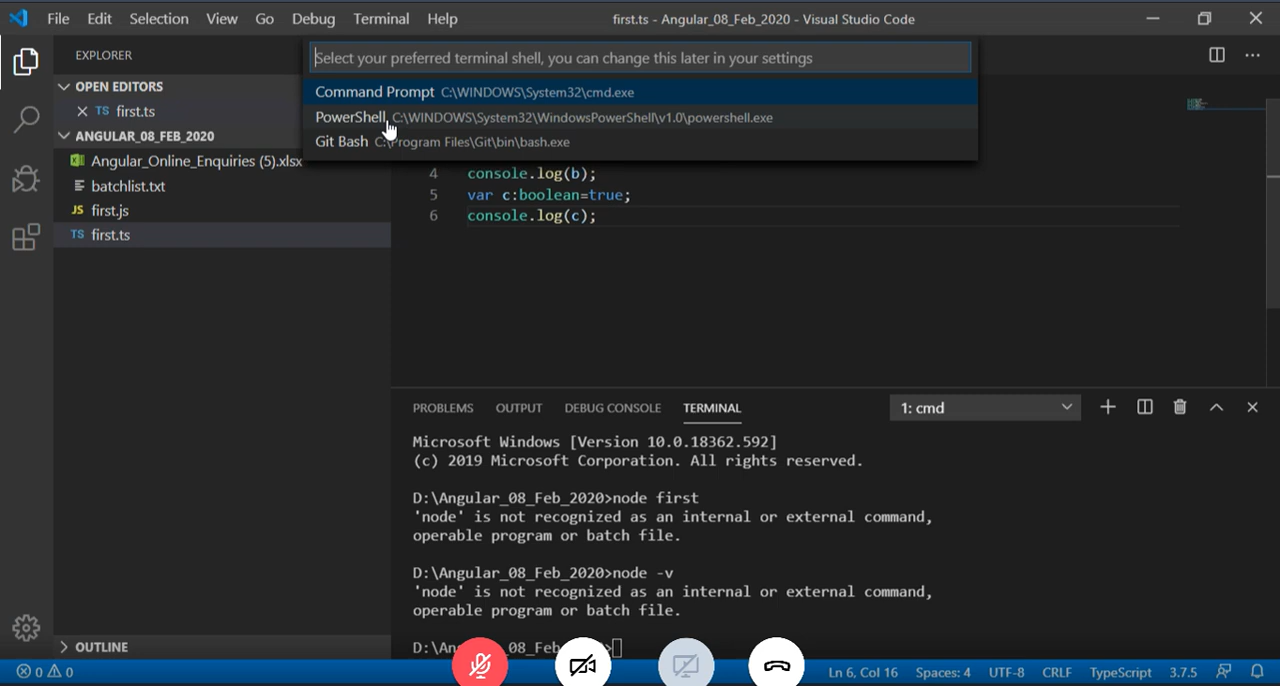 File Edit Selection View Go Debug Terminal Help first.ts - Angular_08_Feb_2020 - Visual Studio Code
EXPLORER
Select your preferred terminal shell, you can change this later in your settings
OPEN EDITORS
Command Prompt C:\WINDOWS\System32\cmd.exe
TS first.ts
PowerShell C:\WINDOWS\System32\WindowsPowerShell\v1.0\powershell.exe
ANGULAR_08_FEB_2020
Git Bash C:\Program Files\Git\bin\bash.exe
Angular_Online_Enquiries (5).xlsx
4 console.log(b);
batchlist.txt
5 var c:boolean=true;
JS first.js
6 console.log(c);
TS first.ts
PROBLEMS OUTPUT DEBUG CONSOLE TERMINAL 1: cmd
Microsoft Windows [Version 10.0.18362.592]
(c) 2019 Microsoft Corporation. All rights reserved.
D:\Angular_08_Feb_2020>node first
'node' is not recognized as an internal or external command,
operable program or batch file.
D:\Angular_08_Feb_2020>node -v
'node' is not recognized as an internal or external command,
operable program or batch file.
OUTLINE
D:\An _08_Feb_ >
0 0 Ln 6, Col 16 Spaces: 4 UTF-8 CRLF TypeScript 3.7.5